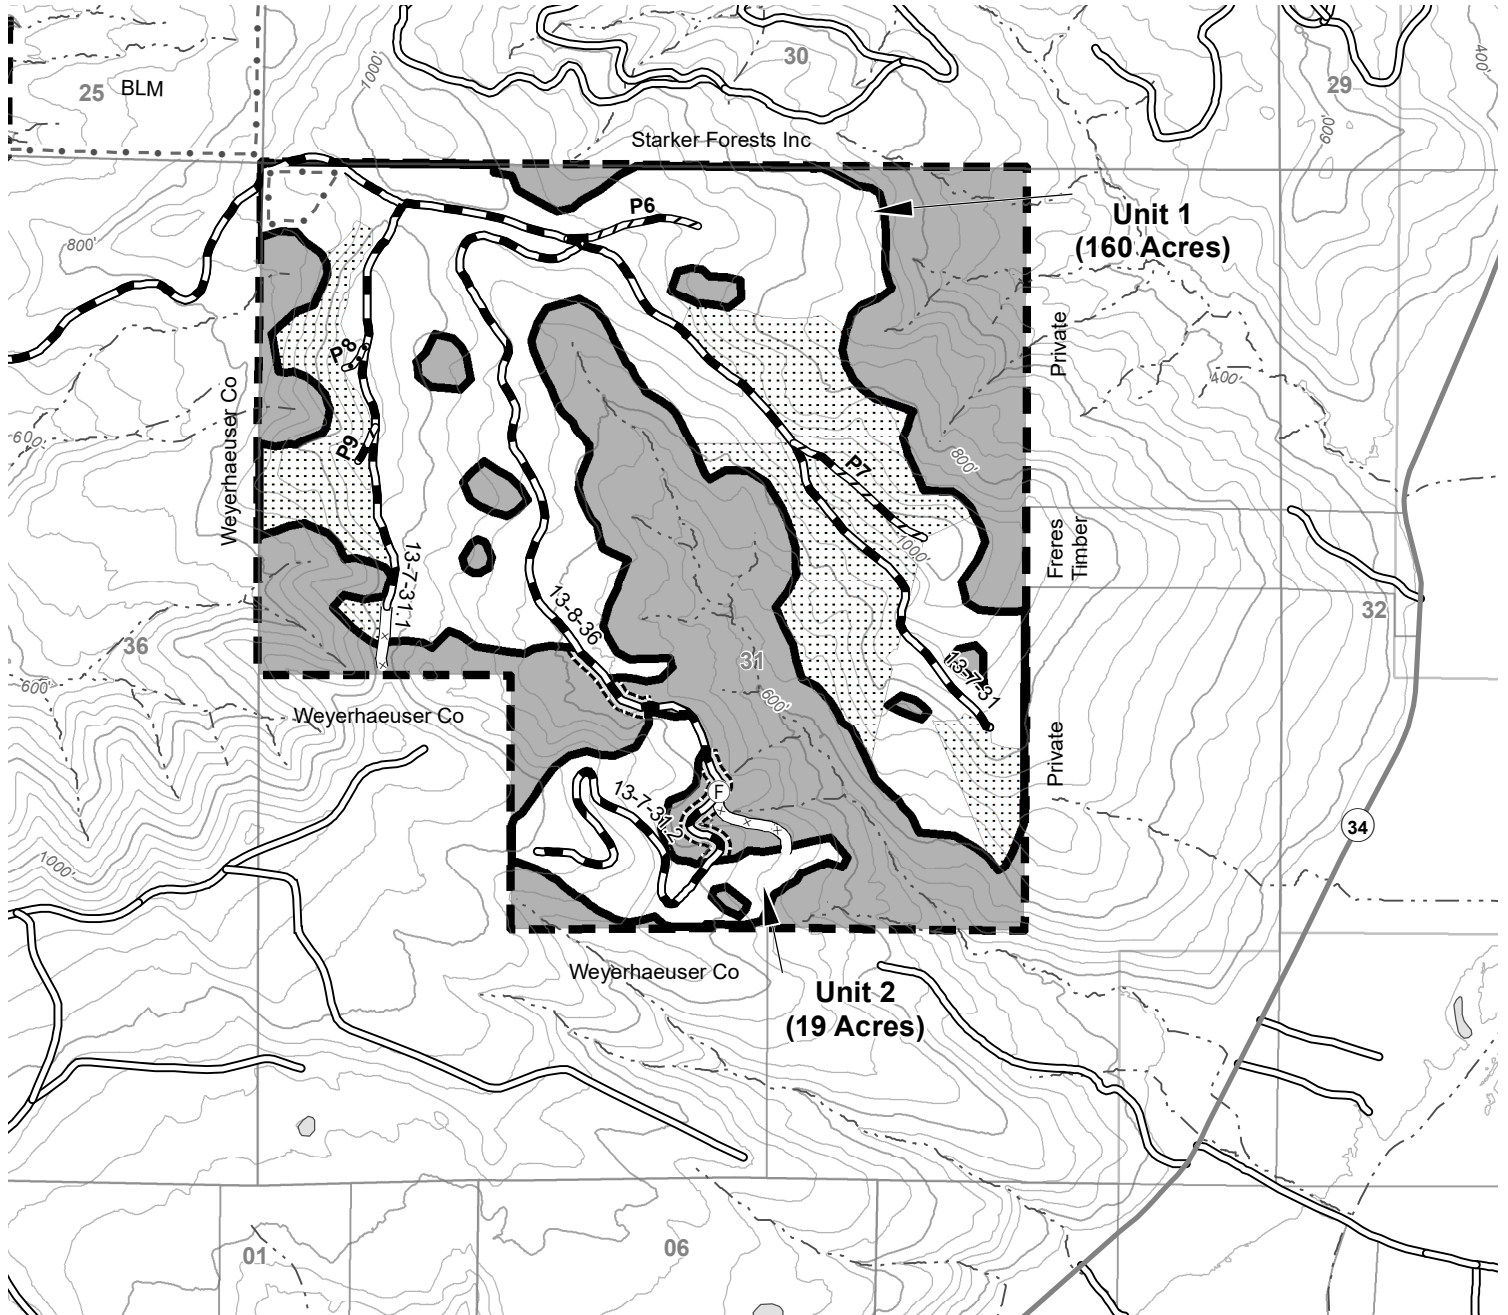 30
29
400'
1000'
25 BLM
600'
Starker Forests Inc
P6
Unit 1
(160 Acres)
800'
Private
P8
400'
Weyerhaeuser Co
600'
P9
P7
800'
1000'
Freres
Timber
13-7-31.1
13-8-36
32
36
31
13-7-31
600'
600'
Weyerhaeuser Co
Private
F
13-7-31.2
34
1000'
Weyerhaeuser Co
Unit 2
(19 Acres)
01
06